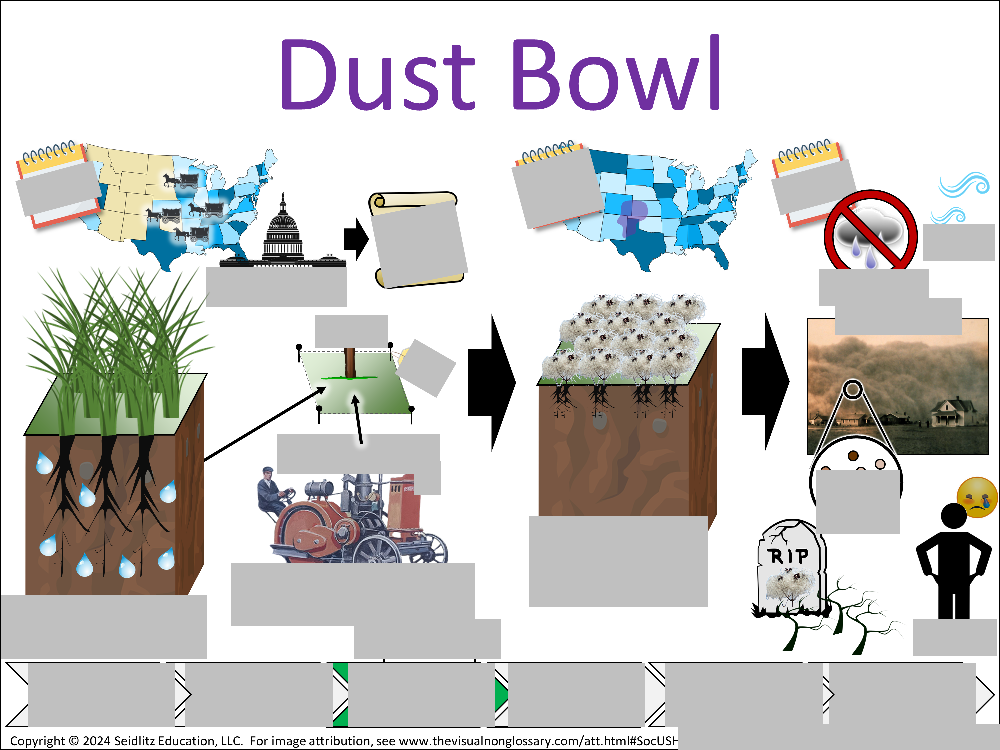 Dust Bowl
RIP
Copyright © 2024 Seidlitz Education, LLC. For image attribution, see www.thevisualnonglossary.com/att.html#SocUSH